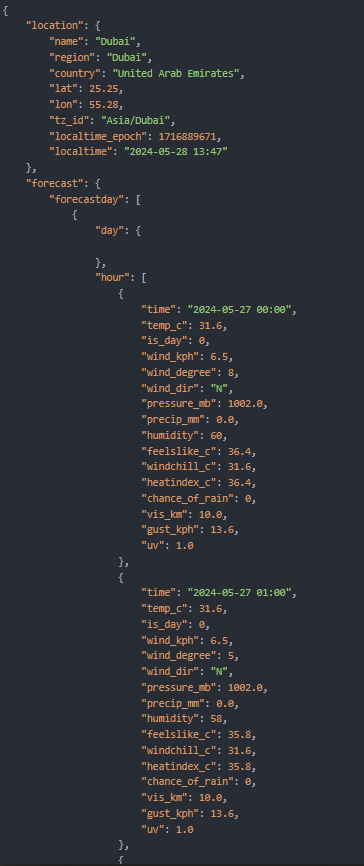 {
"location": {
"name": "Dubai",
"region": "Dubai",
"country": "United Arab Emirates",
"lat": 25.25,
"lon": 55.28,
"tz_id": "Asia/Dubai",
"localtime_epoch": 1716889671,
"localtime": "2024-05-28 13:47"
},
"forecast": {
"forecastday": [
{
"day": {
},
"hour": [
{
"time": "2024-05-27 00:00",
"temp_c": 31.6,
"is_day": 0,
"wind_kph": 6.5,
"wind_degree": 8,
"wind_dir": "N",
"pressure_mb": 1002.0,
"precip_mm": 0.0,
"humidity": 60,
"feelslike_c": 36.4,
"windchill_c": 31.6,
"heatindex_c": 36.4,
"chance_of_rain": 0,
"vis_km": 10.0,
"gust_kph": 13.6,
"uv": 1.0
},
{
"time": "2024-05-27 01:00",
"temp_c": 31.6,
"is_day": 0,
"wind_kph": 6.5,
"wind_degree": 5,
"wind_dir": "N",
"pressure_mb": 1002.0,
"precip_mm": 0.0,
"humidity": 58,
"feelslike_c": 35.8,
"windchill_c": 31.6,
"heatindex_c": 35.8,
"chance_of_rain": 0,
"vis_km": 10.0,
"gust_kph": 13.6,
"uv": 1.0
},
{